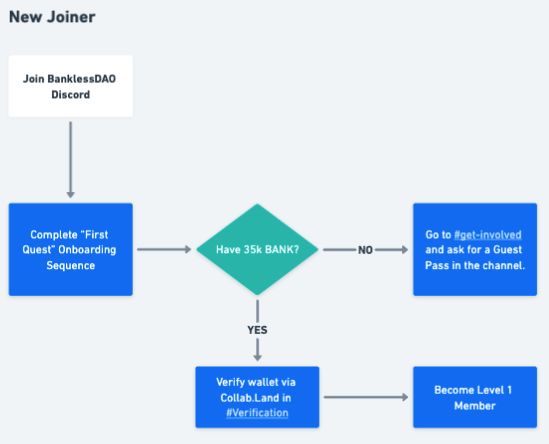 New Joiner
Join BanklessDAO
Discord
Complete "First
Quest" Onboarding
Sequence
Have 35k BANK?
NO
Go to #get-involved
and ask for a Guest
Pass in the channel.
YES
Verify wallet via
Collab.Land in
#Verification
Become Level 1
Member